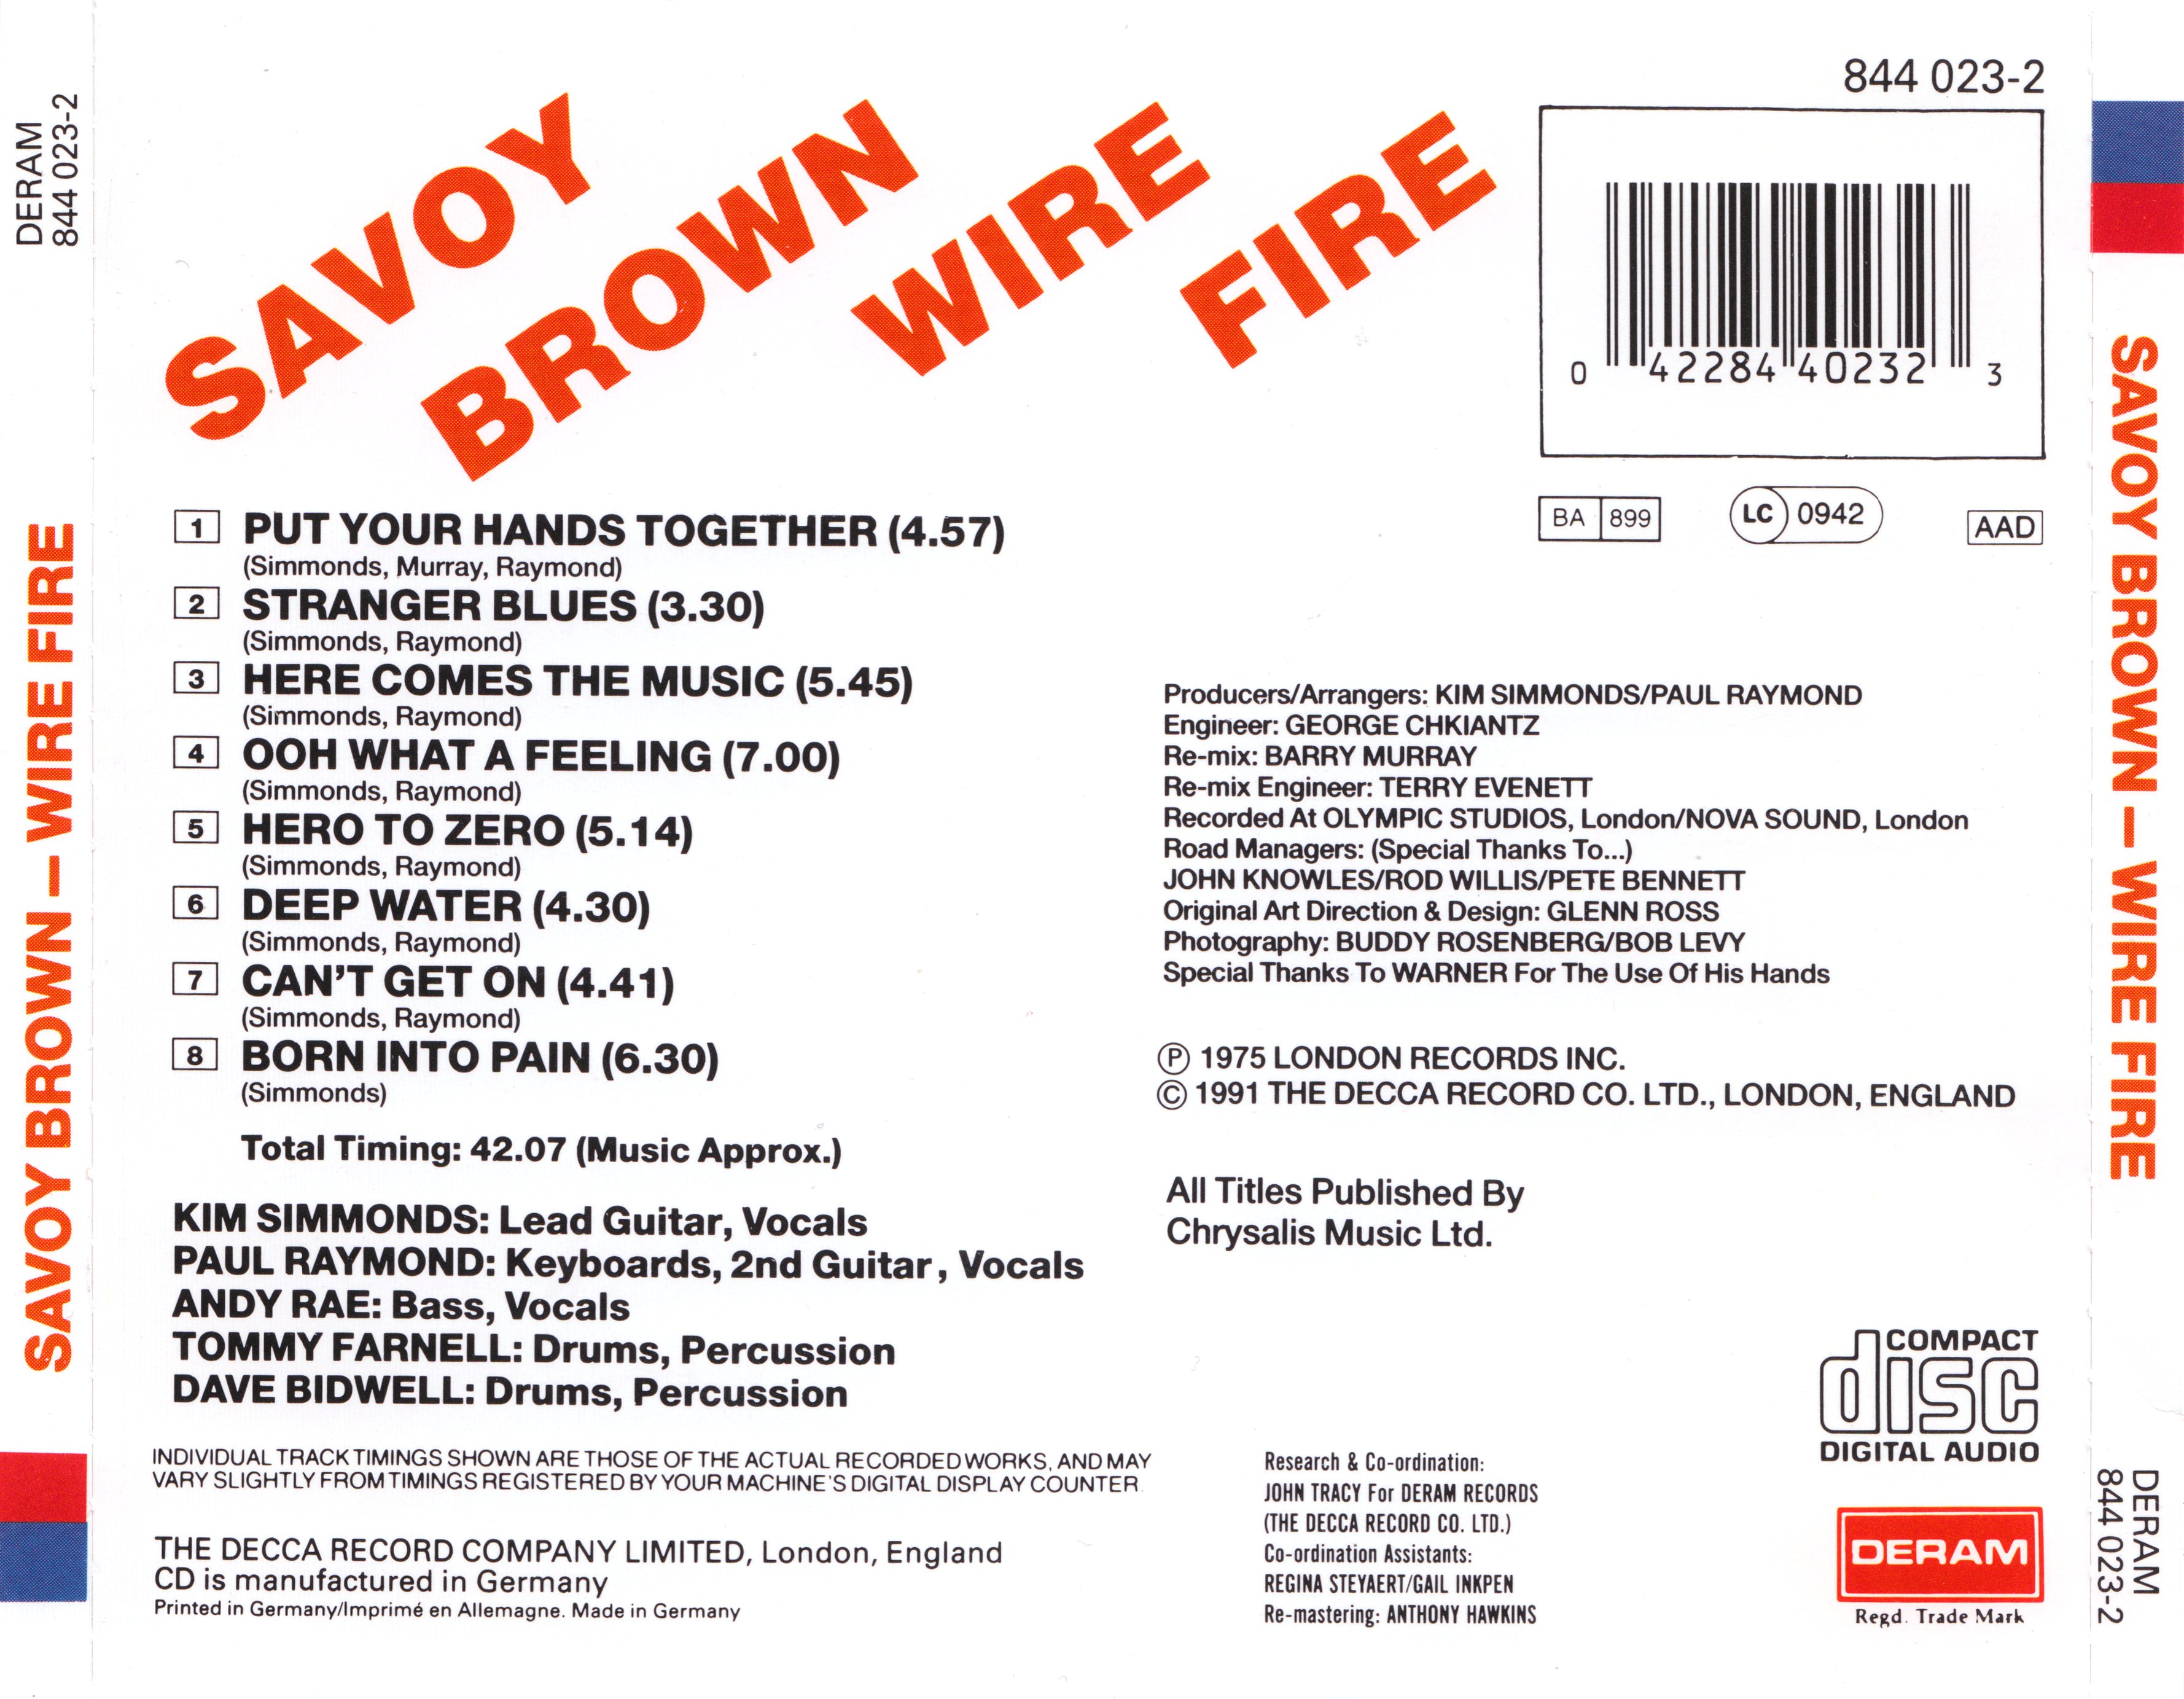 DERAM
844 023-2
SAVOY BROWN – WIRE FIRE
SAVOY
BROWN
WIRE
FIRE
844 023-2
0 42284 40232 3
BA 899
LC 0942
AAD
1 PUT YOUR HANDS TOGETHER (4.57)
(Simmonds, Murray, Raymond)
2 STRANGER BLUES (3.30)
(Simmonds, Raymond)
3 HERE COMES THE MUSIC (5.45)
(Simmonds, Raymond)
4 OOH WHAT A FEELING (7.00)
(Simmonds, Raymond)
5 HERO TO ZERO (5.14)
(Simmonds, Raymond)
6 DEEP WATER (4.30)
(Simmonds, Raymond)
7 CAN'T GET ON (4.41)
(Simmonds, Raymond)
8 BORN INTO PAIN (6.30)
(Simmonds)
Total Timing: 42.07 (Music Approx.)
KIM SIMMONDS: Lead Guitar, Vocals
PAUL RAYMOND: Keyboards, 2nd Guitar, Vocals
ANDY RAE: Bass, Vocals
TOMMY FARNELL: Drums, Percussion
DAVE BIDWELL: Drums, Percussion
INDIVIDUAL TRACK TIMINGS SHOWN ARE THOSE OF THE ACTUAL RECORDED WORKS, AND MAY
VARY SLIGHTLY FROM TIMINGS REGISTERED BY YOUR MACHINE'S DIGITAL DISPLAY COUNTER.
THE DECCA RECORD COMPANY LIMITED, London, England
CD is manufactured in Germany
Printed in Germany/Imprimé en Allemagne. Made in Germany
Producers/Arrangers: KIM SIMMONDS/PAUL RAYMOND
Engineer: GEORGE CHKIANTZ
Re-mix: BARRY MURRAY
Re-mix Engineer: TERRY EVENETT
Recorded At OLYMPIC STUDIOS, London/NOVA SOUND, London
Road Managers: (Special Thanks To...)
JOHN KNOWLES/ROD WILLIS/PETE BENNETT
Original Art Direction & Design: GLENN ROSS
Photography: BUDDY ROSENBERG/BOB LEVY
Special Thanks To WARNER For The Use Of His Hands
Ⓟ 1975 LONDON RECORDS INC.
© 1991 THE DECCA RECORD CO. LTD., LONDON, ENGLAND
All Titles Published By
Chrysalis Music Ltd.
COMPACT
disc
DIGITAL AUDIO
Research & Co-ordination:
JOHN TRACY For DERAM RECORDS
(THE DECCA RECORD CO. LTD.)
Co-ordination Assistants:
REGINA STEYAERT/GAIL INKPEN
Re-mastering: ANTHONY HAWKINS
DERAM
Regd. Trade Mark
SAVOY BROWN – WIRE FIRE
DERAM
844 023-2